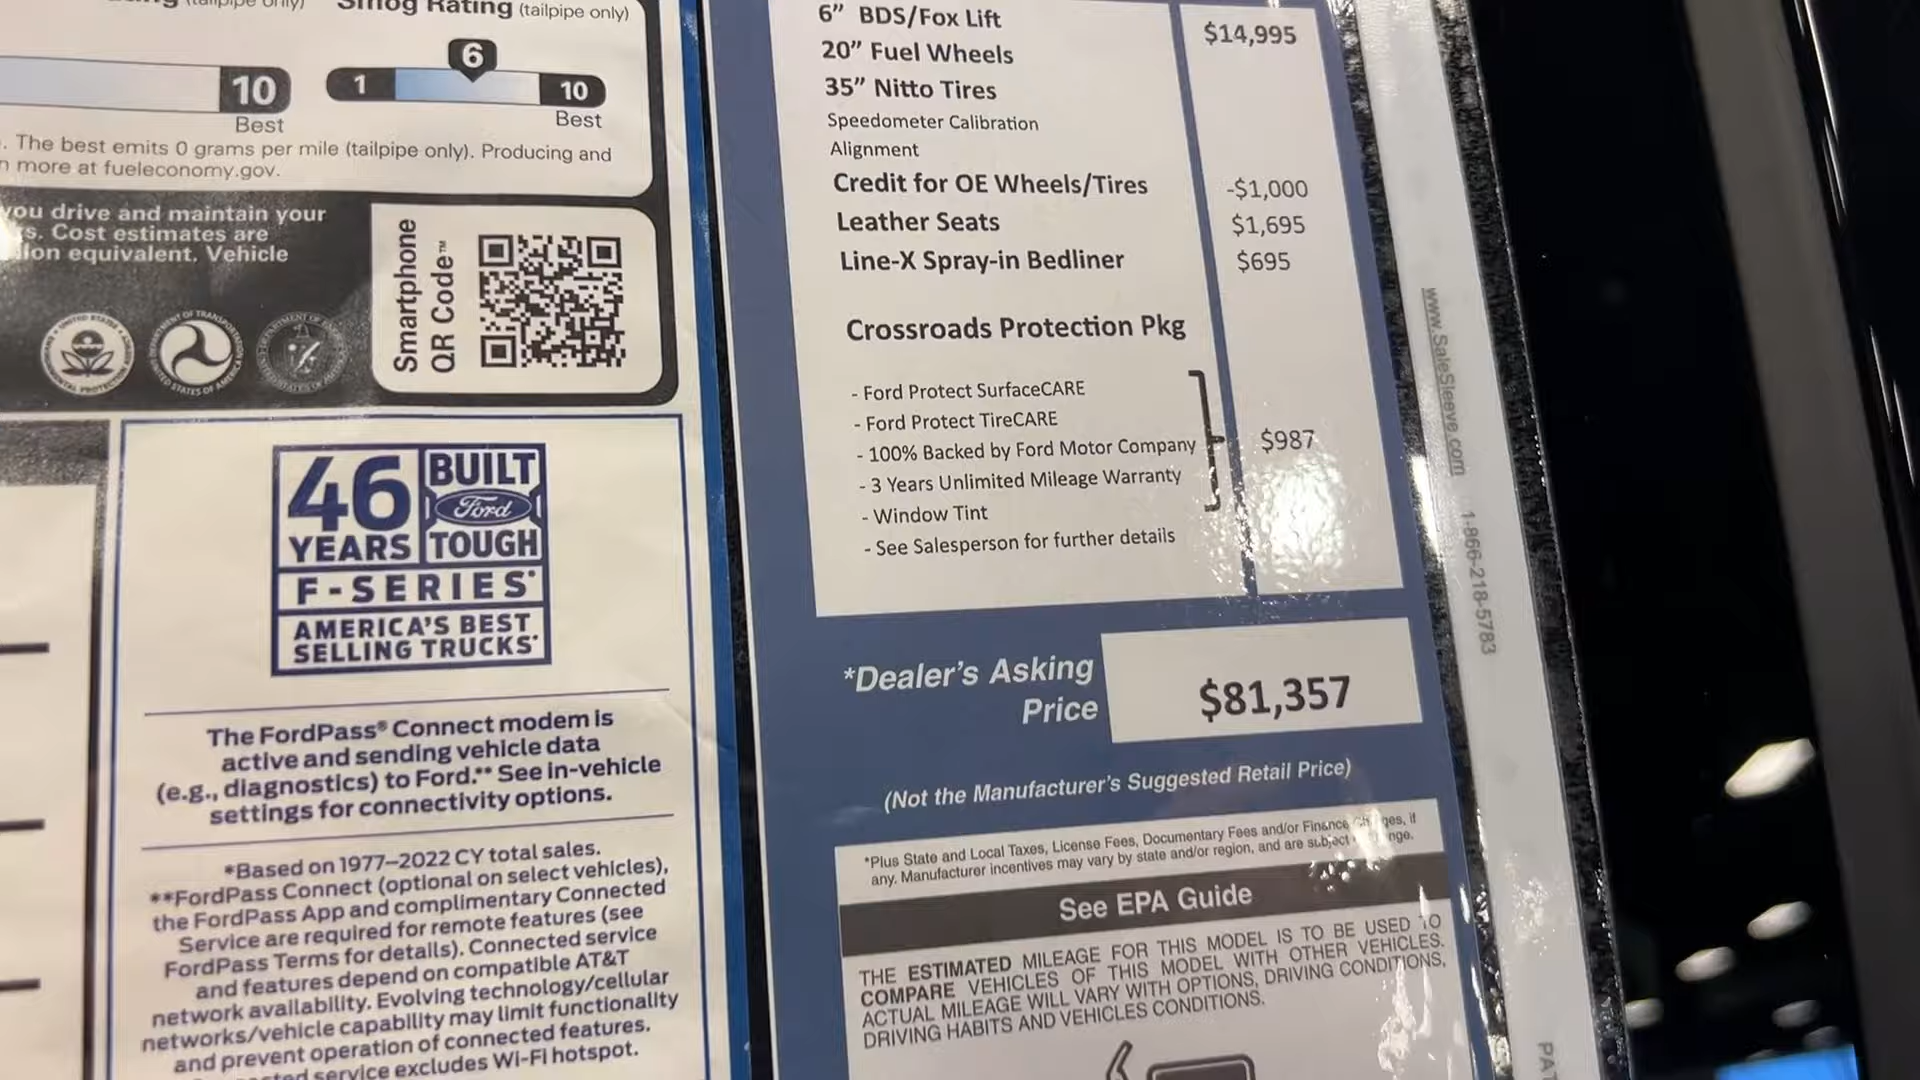 (tailpipe only)
Smog Rating (tailpipe only)
10
Best
1
6
10
Best
. The best emits 0 grams per mile (tailpipe only). Producing and
more at fueleconomy.gov.
you drive and maintain your
Cost estimates are
equivalent. Vehicle
Smartphone
QR Code™
46
YEARS
BUILT
Ford
TOUGH
F-SERIES*
AMERICA'S BEST
SELLING TRUCKS*
The FordPass® Connect modem is
active and sending vehicle data
(e.g., diagnostics) to Ford.** See in-vehicle
settings for connectivity options.
*Based on 1977–2022 CY total sales.
**FordPass Connect (optional on select vehicles),
the FordPass App and complimentary Connected
Service are required for remote features (see
FordPass Terms for details). Connected service
and features depend on compatible AT&T
network availability. Evolving technology/cellular
networks/vehicle capability may limit functionality
and prevent operation of connected features.
service excludes Wi-Fi hotspot.
6” BDS/Fox Lift
$14,995
20” Fuel Wheels
35” Nitto Tires
Speedometer Calibration
Alignment
Credit for OE Wheels/Tires -$1,000
Leather Seats $1,695
Line-X Spray-in Bedliner $695
Crossroads Protection Pkg
- Ford Protect SurfaceCARE
- Ford Protect TireCARE
- 100% Backed by Ford Motor Company
$987
- 3 Years Unlimited Mileage Warranty
- Window Tint
- See Salesperson for further details
*Dealer's Asking
Price
$81,357
(Not the Manufacturer's Suggested Retail Price)
*Plus State and Local Taxes, License Fees, Documentary Fees and/or Finance if
any. Manufacturer incentives may vary by state and/or region, and are subject
See EPA Guide
THE ESTIMATED MILEAGE FOR THIS MODEL IS TO BE USED TO
COMPARE VEHICLES OF THIS MODEL WITH OTHER VEHICLES.
ACTUAL MILEAGE WILL VARY WITH OPTIONS, DRIVING CONDITIONS,
DRIVING HABITS AND VEHICLES CONDITIONS.
www.SaleSleeve.com 1-866-218-5783